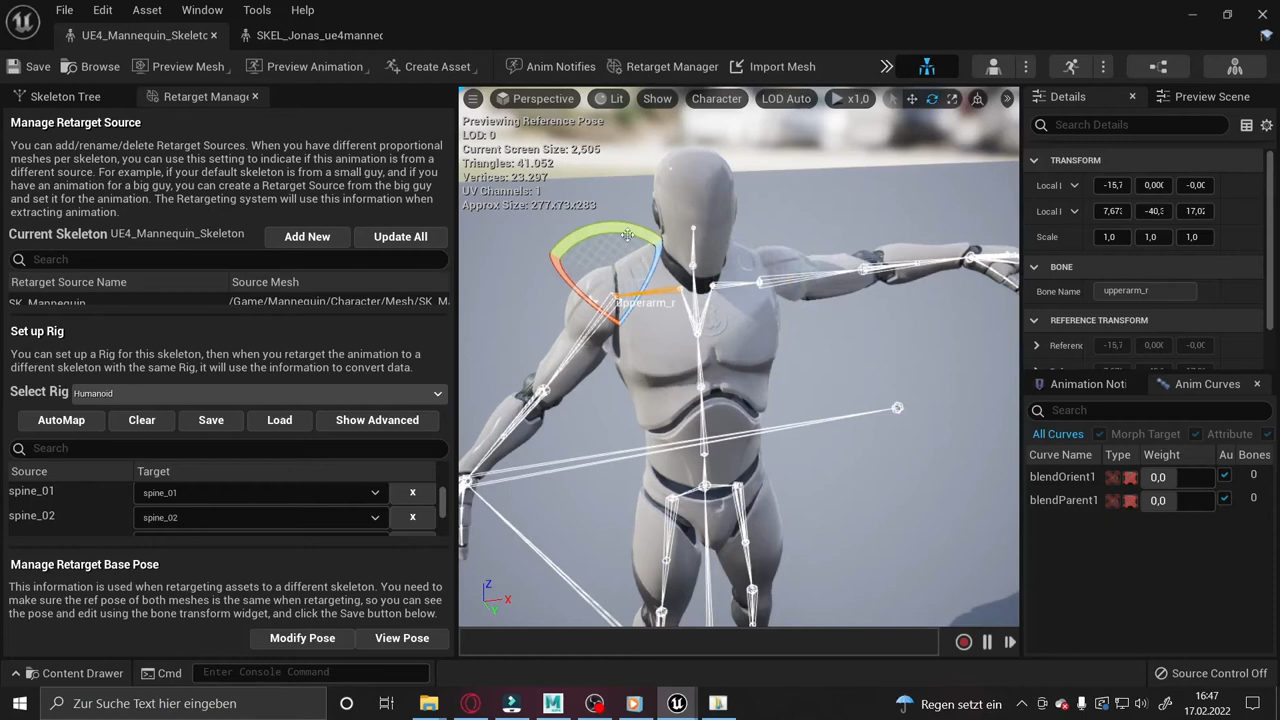 File Edit Asset Window Tools Help
UE4_Mannequin_Skeletc SKEL_Jonas_ue4mannec
Save Browse Preview Mesh Preview Animation Create Asset Anim Notifies Retarget Manager Import Mesh
Skeleton Tree Retarget Manag
Manage Retarget Source
You can add/rename/delete Retarget Sources. When you have different proportional
meshes per skeleton, you can use this setting to indicate if this animation is from a
different source. For example, if your default skeleton is from a small guy, and if you
have an animation for a big guy, you can create a Retarget Source from the big guy
and set it for the animation. The Retargeting system will use this information when
extracting animation.
Current Skeleton UE4_Mannequin_Skeleton Add New Update All
Search
Retarget Source Name Source Mesh
SK_Mannequin /Game/Mannequin/Character/Mesh/SK_M
Set up Rig
You can set up a Rig for this skeleton, then when you retarget the animation to a
different skeleton with the same Rig, it will use the information to convert data.
Select Rig Humanoid
AutoMap Clear Save Load Show Advanced
Search
Source Target
spine_01 spine_01 x
spine_02 spine_02 x
Manage Retarget Base Pose
This information is used when retargeting assets to a different skeleton. You need to
make sure the ref pose of both meshes is the same when retargeting, so you can see
the pose and edit using the bone transform widget, and click the Save button below.
Modify Pose View Pose
Perspective Lit Show Character LOD Auto x1,0
Previewing Reference Pose
LOD: 0
Current Screen Size: 2,505
Triangles: 41.052
Vertices: 23.297
UV Channels: 1
Approx Size: 277x73x283
upperarm_r
Z
X
Y
Details Preview Scene
Search Details
TRANSFORM
Local l -15,7 0,000 -0,00
Local l 7,673 -40,3 17,02
Scale 1,0 1,0 1,0
BONE
Bone Name upperarm_r
REFERENCE TRANSFORM
Referen -15,7 0,000 -0,00
Animation Noti Anim Curves
Search
All Curves Morph Target Attribute
Curve Name Type Weight Au Bones
blendOrient1 0,0 0
blendParent1 0,0 0
Content Drawer Cmd Enter Console Command Source Control Off
Zur Suche Text hier eingeben Regen setzt ein 16:47
17.02.2022